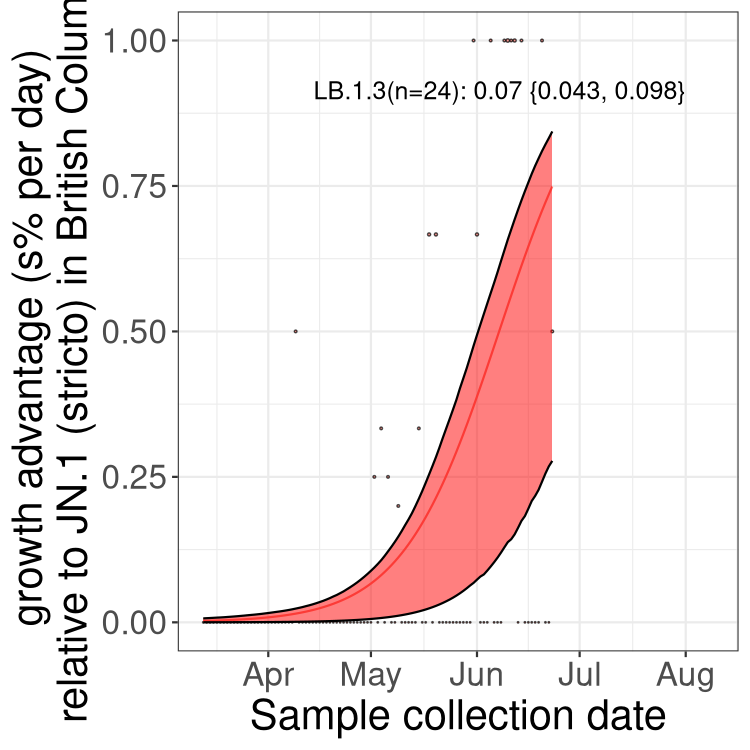 growth advantage (s% per day)
relative to JN.1 (stricto) in British Colum
1.00
0.75
0.50
0.25
0.00
LB.1.3(n=24): 0.07 {0.043, 0.098}
Apr May Jun Jul Aug
Sample collection date